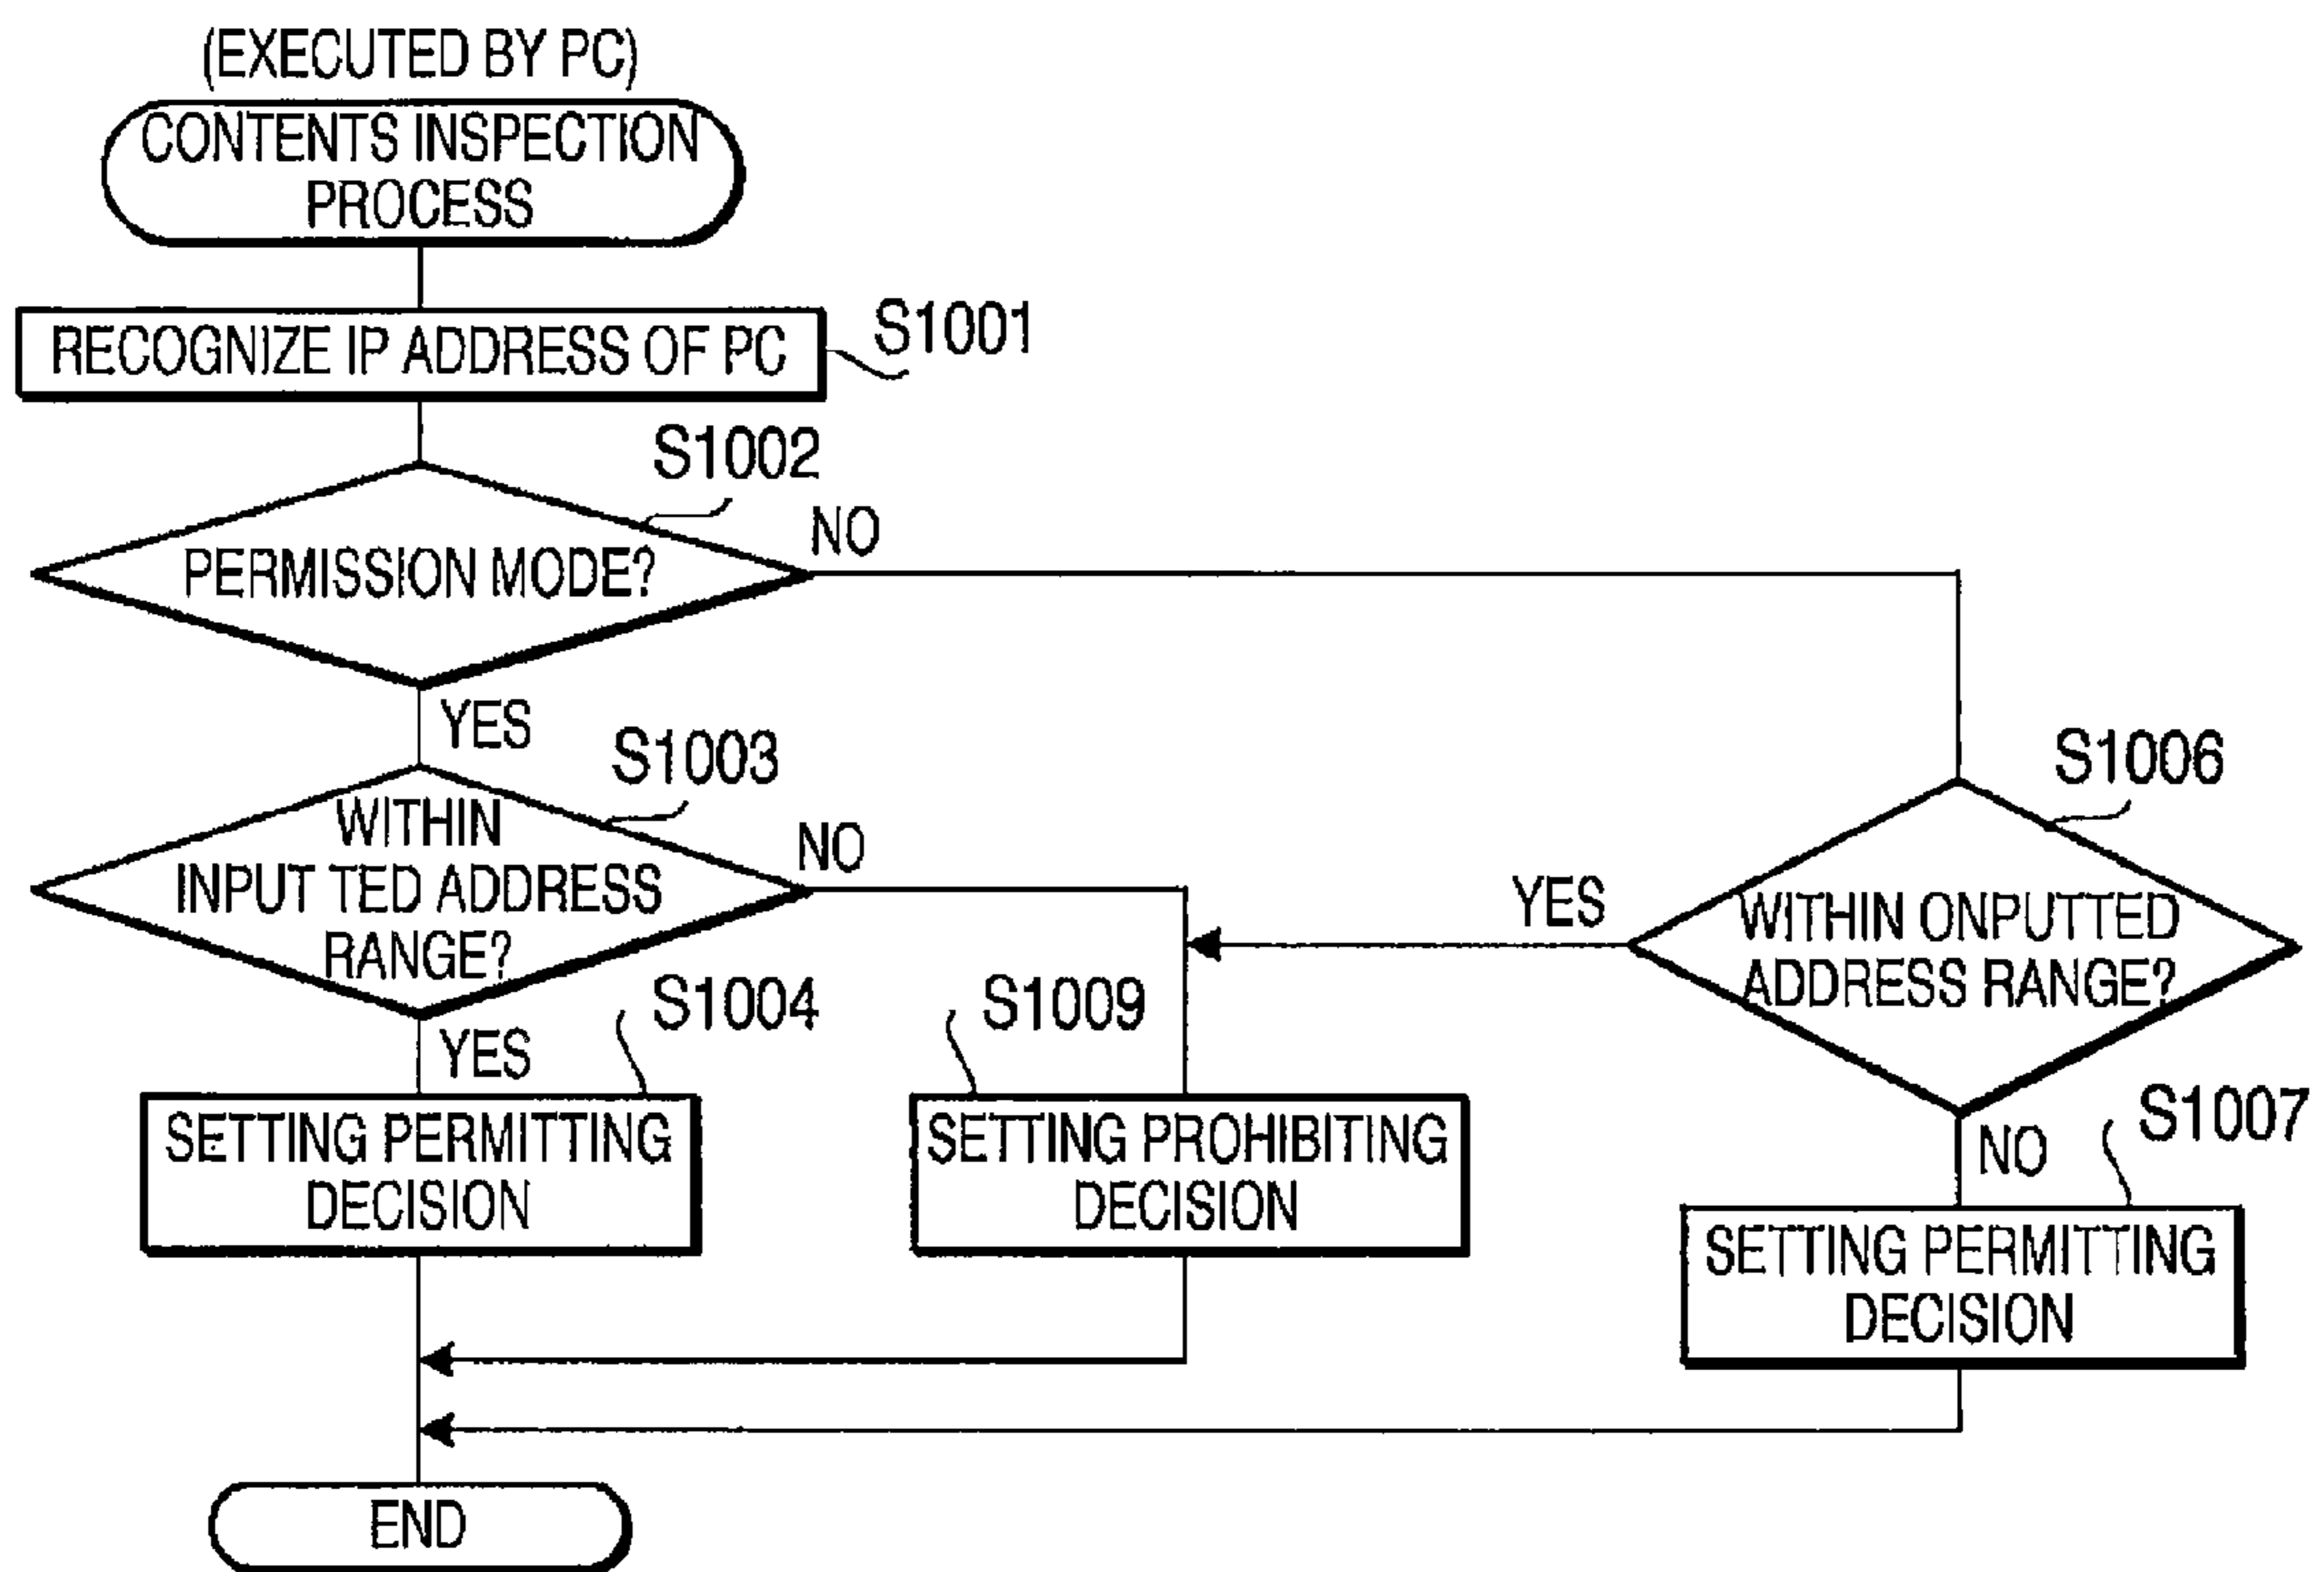 (EXECUTED BY PC)
CONTENTS INSPECTION
PROCESS
RECOGNIZE IP ADDRESS OF PC
S1001
S1002
PERMISSION MODE?
NO
YES
S1003
WITHIN
INPUT TED ADDRESS
RANGE?
NO
YES
S1006
WITHIN ONPUTTED
ADDRESS RANGE?
YES
NO
S1004
SETTING PERMITTING
DECISION
S1009
SETTING PROHIBITING
DECISION
S1007
SETTING PERMITTING
DECISION
END